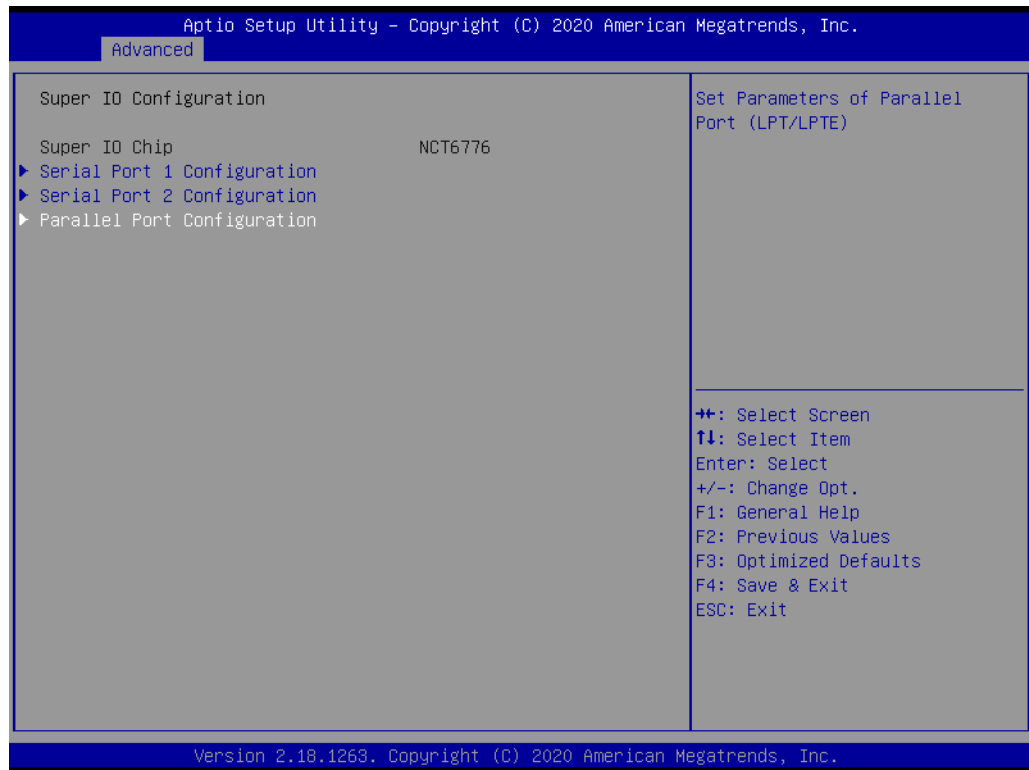 Aptio Setup Utility – Copyright (C) 2020 American Megatrends, Inc.
Advanced
Super IO Configuration
Super IO Chip NCT6776
▶ Serial Port 1 Configuration
▶ Serial Port 2 Configuration
▶ Parallel Port Configuration
Set Parameters of Parallel
Port (LPT/LPTE)
→←: Select Screen
↑↓: Select Item
Enter: Select
+/-: Change Opt.
F1: General Help
F2: Previous Values
F3: Optimized Defaults
F4: Save & Exit
ESC: Exit
Version 2.18.1263. Copyright (C) 2020 American Megatrends, Inc.